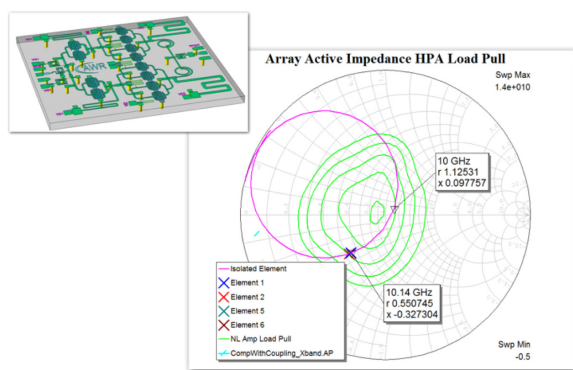 AWR
Array Active Impedance HPA Load Pull
Swp Max
1.4e+010
10 GHz
r 1.12531
x 0.097757
Isolated Element
Element 1
Element 2
Element 5
Element 6
NL Amp Load Pull
CompWithCoupling_Xband.AP
10.14 GHz
r 0.550745
x -0.327304
Swp Min
-0.5